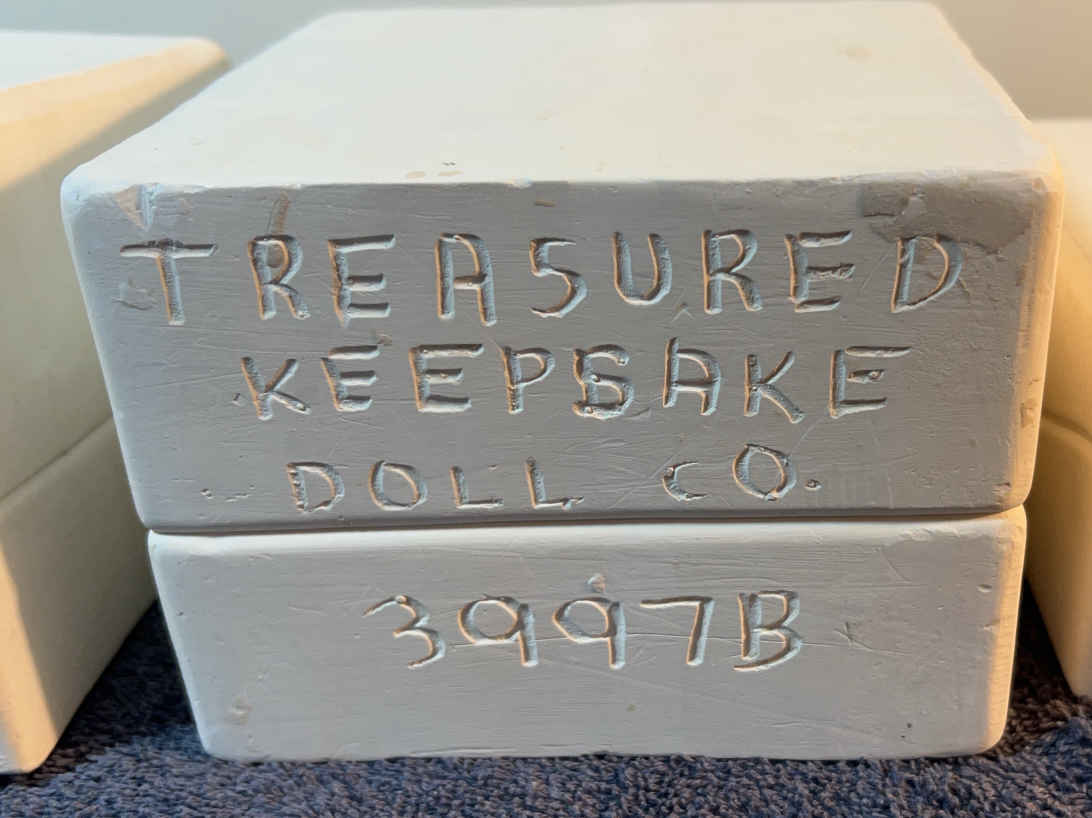 TREASURED
KEEPSAKE
DOLL CO.
3997B